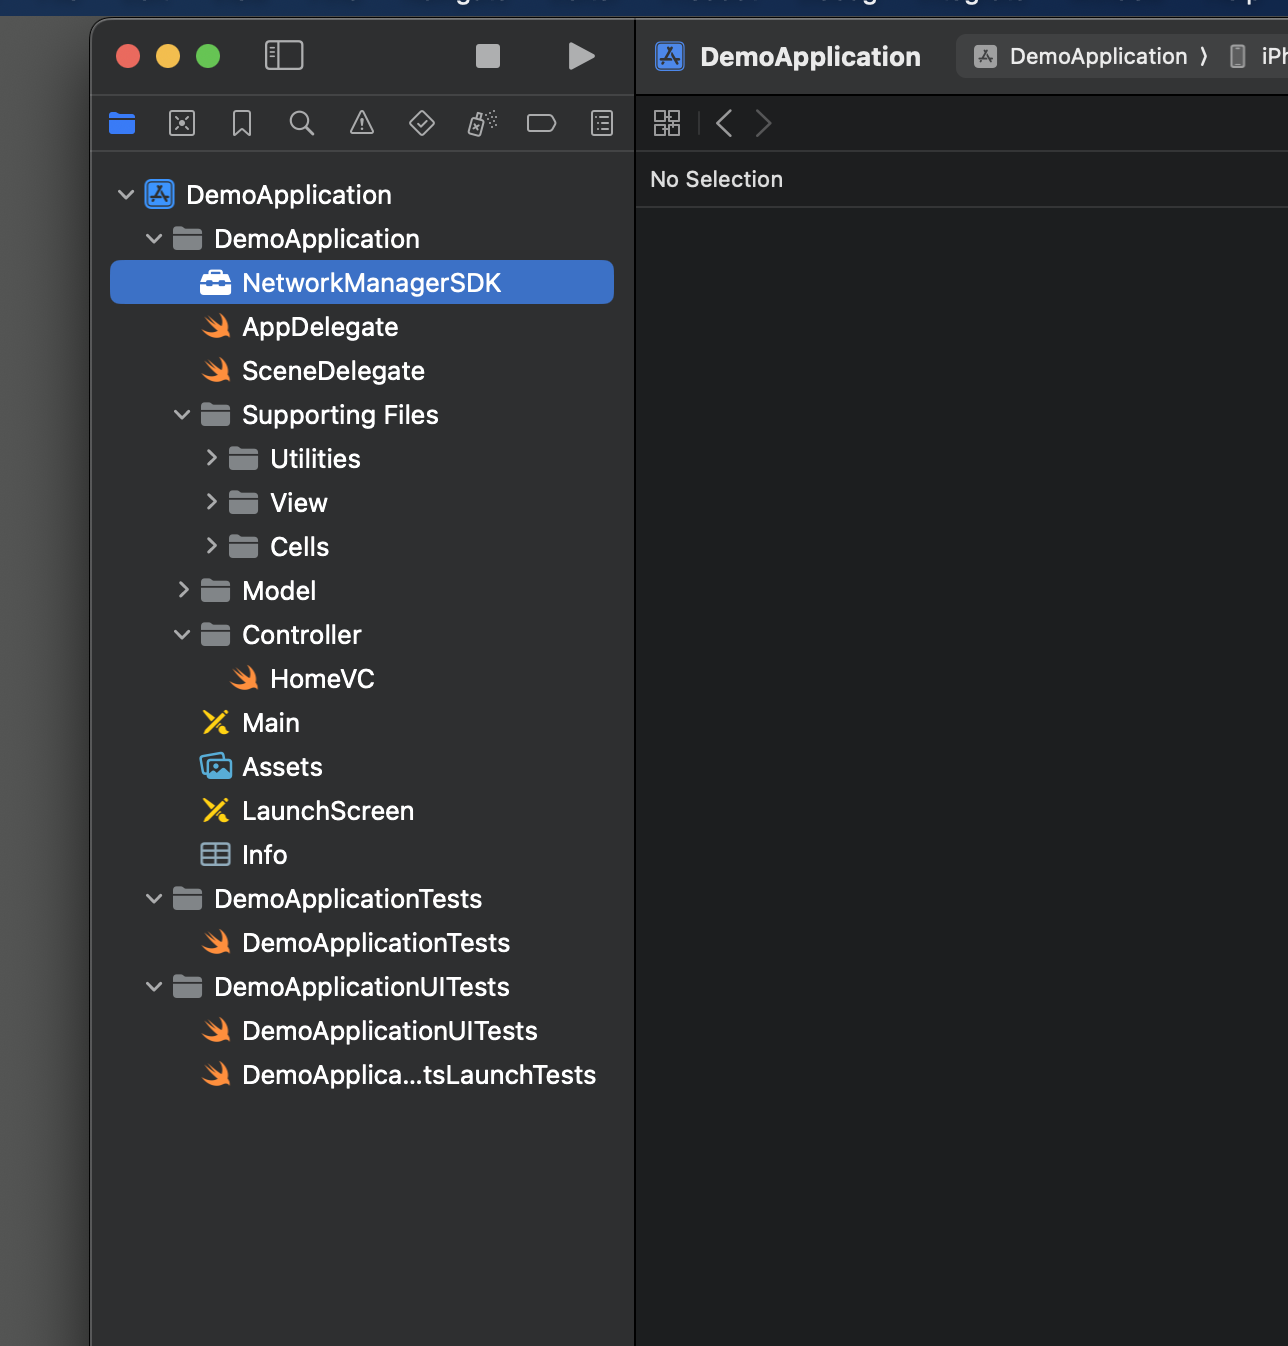 DemoApplication
DemoApplication ⟩
No Selection
DemoApplication
DemoApplication
NetworkManagerSDK
AppDelegate
SceneDelegate
Supporting Files
Utilities
View
Cells
Model
Controller
HomeVC
Main
Assets
LaunchScreen
Info
DemoApplicationTests
DemoApplicationTests
DemoApplicationUITests
DemoApplicationUITests
DemoApplica...tsLaunchTests